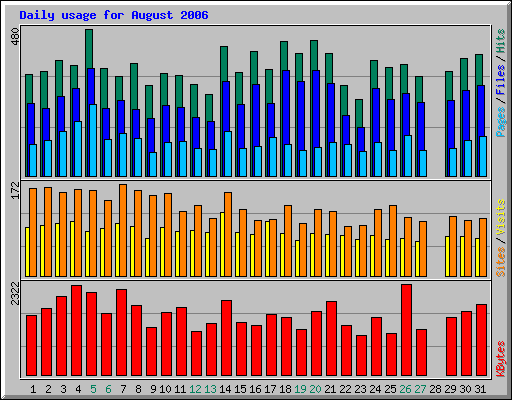 Daily usage for August 2006
480
Pages / Files / Hits
172
Sites / Visits
2322
KBytes
1 2 3 4 5 6 7 8 9 10 11 12 13 14 15 16 17 18 19 20 21 22 23 24 25 26 27 28 29 30 31